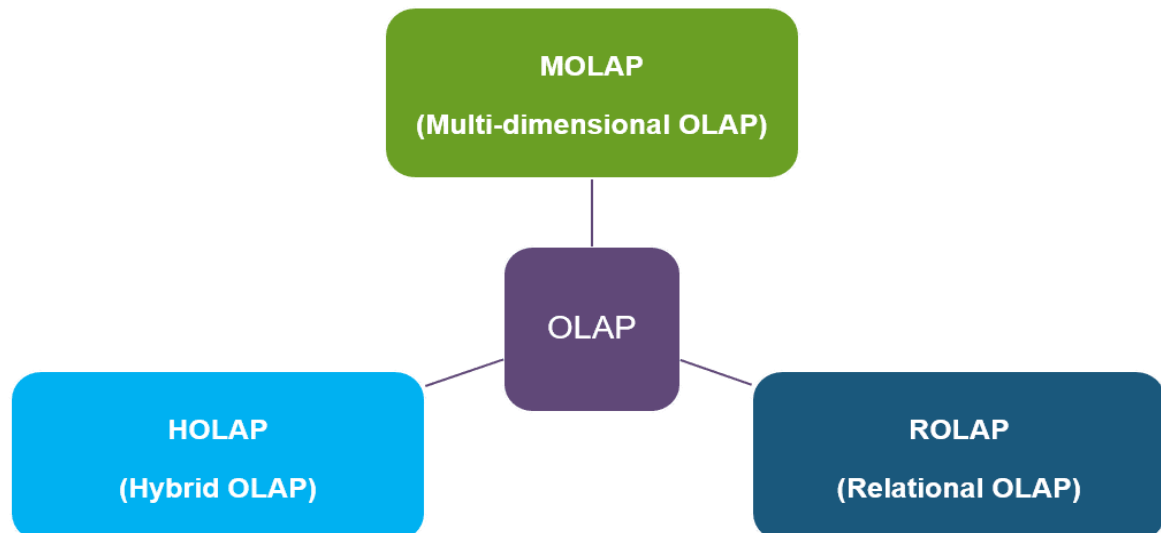 MOLAP
(Multi-dimensional OLAP)
OLAP
HOLAP
(Hybrid OLAP)
ROLAP
(Relational OLAP)